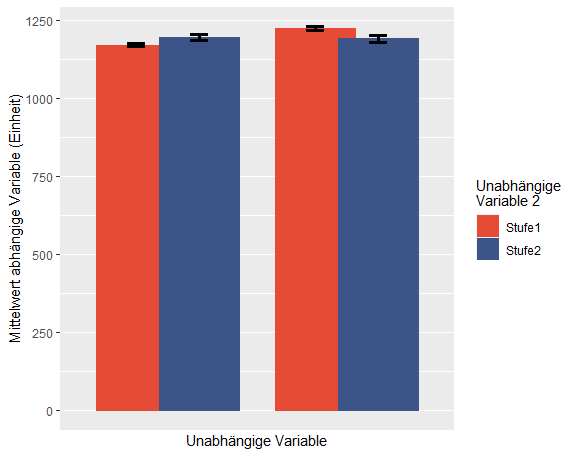 1250
1000
750
500
250
0
Mittelwert abhängige Variable (Einheit)
Unabhängige Variable
Unabhängige
Variable 2
Stufe1
Stufe2